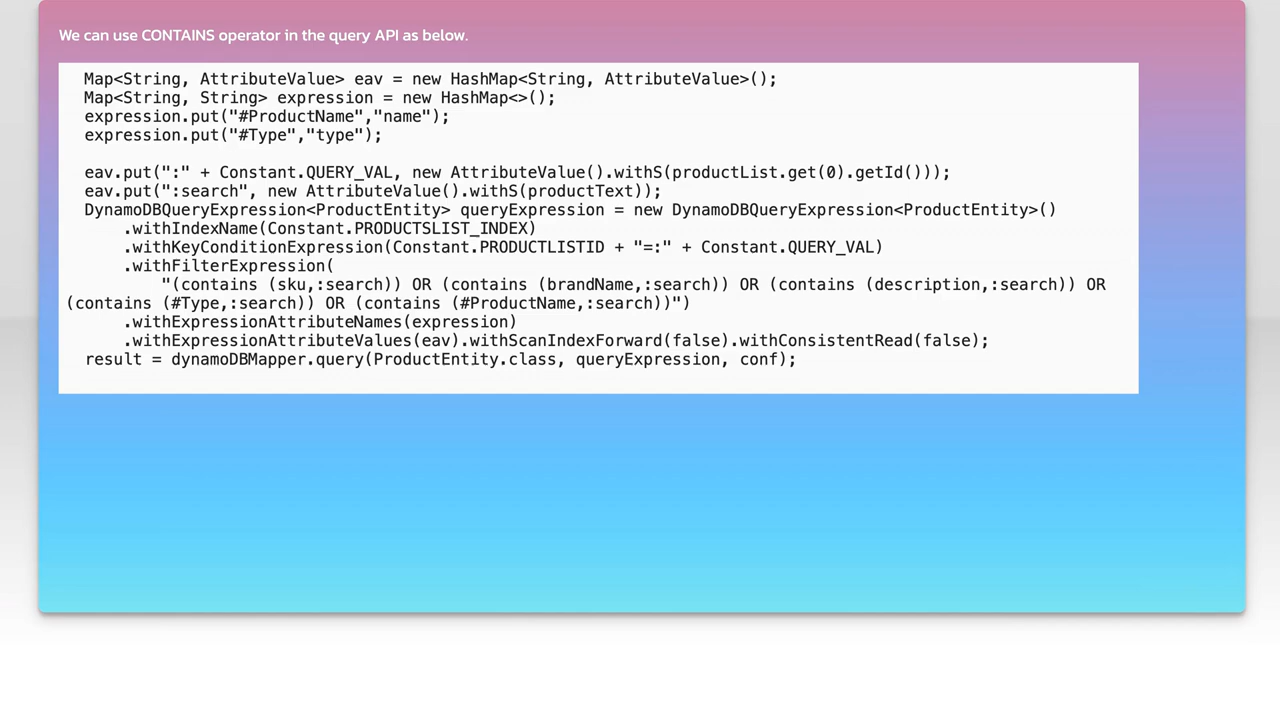 We can use CONTAINS operator in the query API as below.
Map<String, AttributeValue> eav = new HashMap<String, AttributeValue>();
Map<String, String> expression = new HashMap<>();
expression.put("#ProductName","name");
expression.put("#Type","type");
eav.put(":" + Constant.QUERY_VAL, new AttributeValue().withS(productList.get(0).getId()));
eav.put(":search", new AttributeValue().withS(productText));
DynamoDBQueryExpression<ProductEntity> queryExpression = new DynamoDBQueryExpression<ProductEntity>()
.withIndexName(Constant.PRODUCTSLIST_INDEX)
.withKeyConditionExpression(Constant.PRODUCTLISTID + "=:" + Constant.QUERY_VAL)
.withFilterExpression(
"(contains (sku,:search)) OR (contains (brandName,:search)) OR (contains (description,:search)) OR
(contains (#Type,:search)) OR (contains (#ProductName,:search))")
.withExpressionAttributeNames(expression)
.withExpressionAttributeValues(eav).withScanIndexForward(false).withConsistentRead(false);
result = dynamoDBMapper.query(ProductEntity.class, queryExpression, conf);